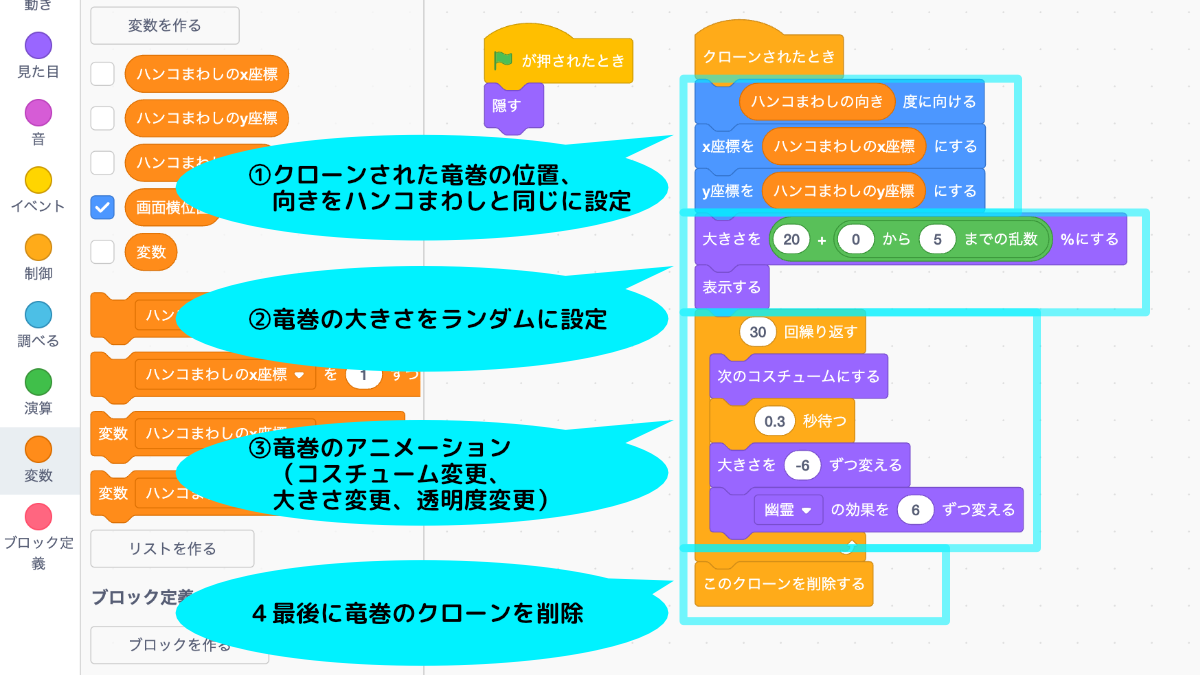 動き
見た目
音
イベント
制御
調べる
演算
変数
ブロック定
義
変数を作る
ハンコまわしのx座標
ハンコまわしのy座標
ハンコまわ
画面横位
変数
ハン
ハンコまわしのx座標 を 1 ずつ
変数 ハンコまわしのx座標
変数 ハンコ
リストを作る
ブロック定義
ブロックを作る
①クローンされた竜巻の位置、
向きをハンコまわしと同じに設定
②竜巻の大きさをランダムに設定
③竜巻のアニメーション
（コスチューム変更、
大きさ変更、透明度変更）
4最後に竜巻のクローンを削除
が押されたとき
隠す
クローンされたとき
ハンコまわしの向き 度に向ける
x座標を ハンコまわしのx座標 にする
y座標を ハンコまわしのy座標 にする
大きさを 20 + 0 から 5 までの乱数 %にする
表示する
30 回繰り返す
次のコスチュームにする
0.3 秒待つ
大きさを -6 ずつ変える
幽霊 の効果を 6 ずつ変える
このクローンを削除する